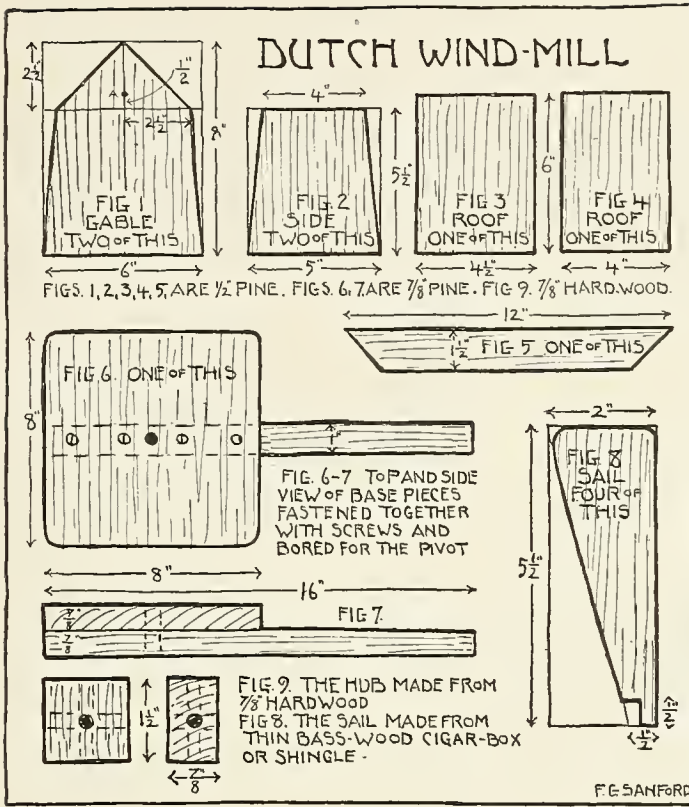 DUTCH WIND-MILL
2½"
½"
2½"
8"
FIG 1
GABLE
TWO OF THIS
6"
4"
5½"
FIG. 2
SIDE
TWO OF THIS
5"
FIG 3
ROOF
ONE OF THIS
4½"
6"
FIG 4
ROOF
ONE OF THIS
4"
FIGS. 1, 2, 3, 4, 5, ARE ½" PINE. FIGS. 6, 7. ARE ⅞" PINE. FIG 9. ⅞" HARD.WOOD.
12"
1½" FIG 5 ONE OF THIS
FIG. 6. ONE OF THIS
8"
1"
8"
FIG. 6-7 TOP AND SIDE
VIEW OF BASE PIECES
FASTENED TOGETHER
WITH SCREWS AND
BORED FOR THE PIVOT
16"
FIG 7.
⅞"
⅞"
2"
FIG 8
SAIL
FOUR OF
THIS
5½"
½"
½"
1½"
⅞"
FIG. 9. THE HUB MADE FROM
⅞" HARDWOOD
FIG 8. THE SAIL MADE FROM
THIN BASS-WOOD CIGAR-BOX
OR SHINGLE -
F.G SANFORD